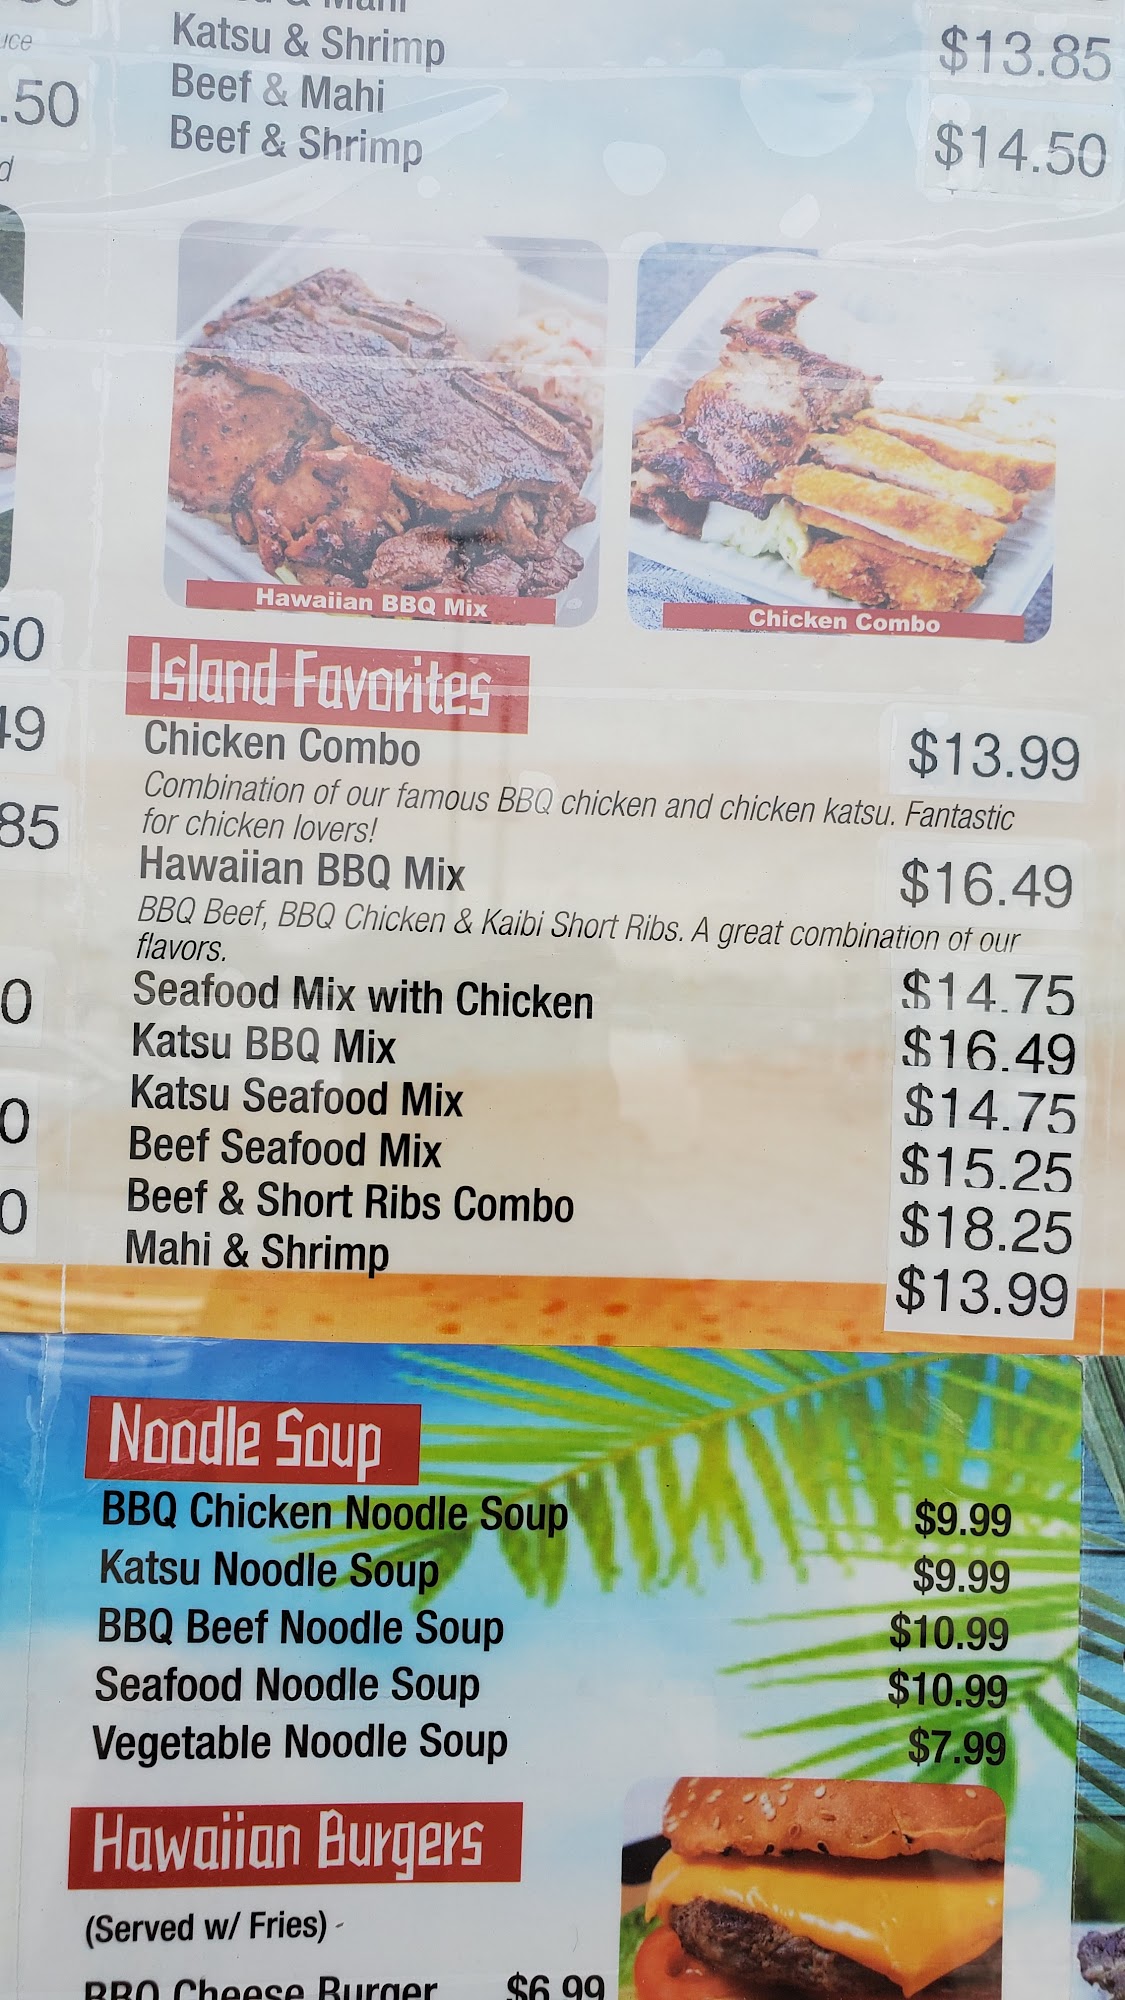 Mahi
Katsu & Shrimp $13.85
Beef & Mahi
Beef & Shrimp $14.50
Hawaiian BBQ Mix
Chicken Combo
Island Favorites
Chicken Combo $13.99
Combination of our famous BBQ chicken and chicken katsu. Fantastic
for chicken lovers!
Hawaiian BBQ Mix $16.49
BBQ Beef, BBQ Chicken & Kaibi Short Ribs. A great combination of our
flavors.
Seafood Mix with Chicken $14.75
Katsu BBQ Mix $16.49
Katsu Seafood Mix $14.75
Beef Seafood Mix $15.25
Beef & Short Ribs Combo $18.25
Mahi & Shrimp $13.99
Noodle Soup
BBQ Chicken Noodle Soup $9.99
Katsu Noodle Soup $9.99
BBQ Beef Noodle Soup $10.99
Seafood Noodle Soup $10.99
Vegetable Noodle Soup $7.99
Hawaiian Burgers
(Served w/ Fries)
BBQ Cheese Burger $6.99